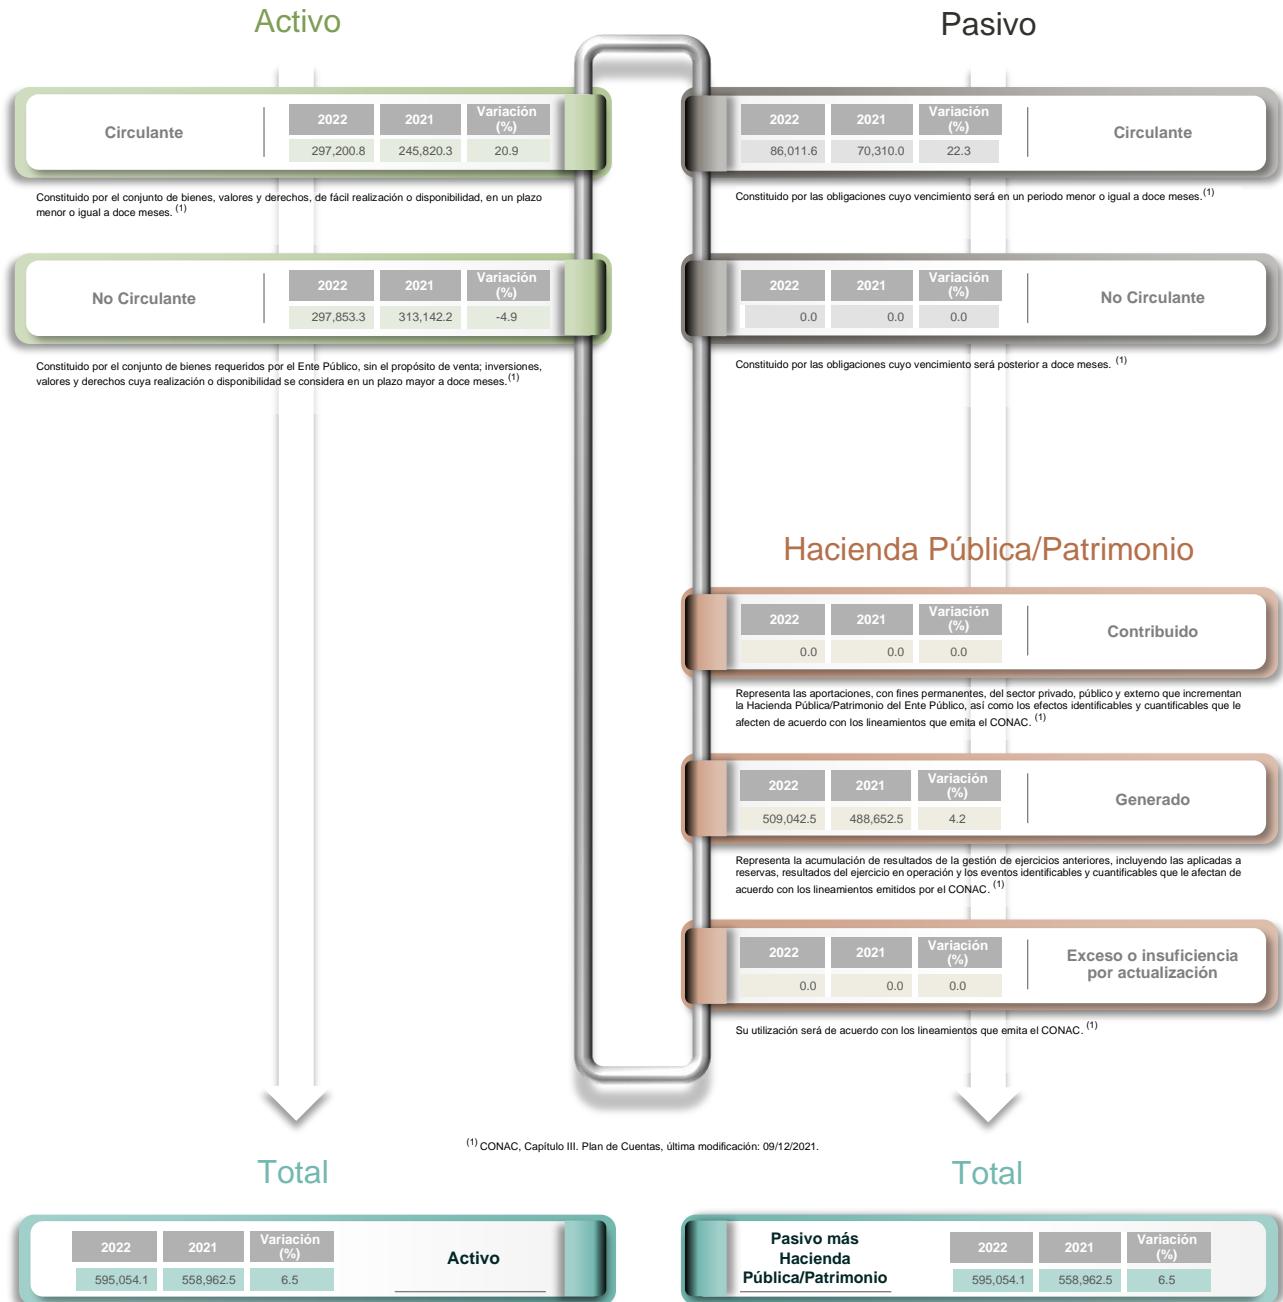 Activo
Circulante
2022 2021 Variación (%)
297,200.8 245,820.3 20.9
Constituido por el conjunto de bienes, valores y derechos, de fácil realización o disponibilidad, en un plazo
menor o igual a doce meses. (1)
No Circulante
2022 2021 Variación (%)
297,853.3 313,142.2 -4.9
Constituido por el conjunto de bienes requeridos por el Ente Público, sin el propósito de venta; inversiones,
valores y derechos cuya realización o disponibilidad se considera en un plazo mayor a doce meses. (1)
Pasivo
2022 2021 Variación (%)
86,011.6 70,310.0 22.3
Circulante
Constituido por las obligaciones cuyo vencimiento será en un periodo menor o igual a doce meses. (1)
2022 2021 Variación (%)
0.0 0.0 0.0
No Circulante
Constituido por las obligaciones cuyo vencimiento será posterior a doce meses. (1)
Hacienda Pública/Patrimonio
2022 2021 Variación (%)
0.0 0.0 0.0
Contribuido
Representa las aportaciones, con fines permanentes, del sector privado, público y externo que incrementan
la Hacienda Pública/Patrimonio del Ente Público, así como los efectos identificables y cuantificables que le
afecten de acuerdo con los lineamientos que emita el CONAC. (1)
2022 2021 Variación (%)
509,042.5 488,652.5 4.2
Generado
Representa la acumulación de resultados de la gestión de ejercicios anteriores, incluyendo las aplicadas a
reservas, resultados del ejercicio en operación y los eventos identificables y cuantificables que le afectan de
acuerdo con los lineamientos emitidos por el CONAC. (1)
2022 2021 Variación (%)
0.0 0.0 0.0
Exceso o insuficiencia
por actualización
Su utilización será de acuerdo con los lineamientos que emita el CONAC. (1)
(1) CONAC, Capítulo III. Plan de Cuentas, última modificación: 09/12/2021.
Total
2022 2021 Variación (%)
595,054.1 558,962.5 6.5
Activo
Total
Pasivo más
Hacienda
Pública/Patrimonio
2022 2021 Variación (%)
595,054.1 558,962.5 6.5